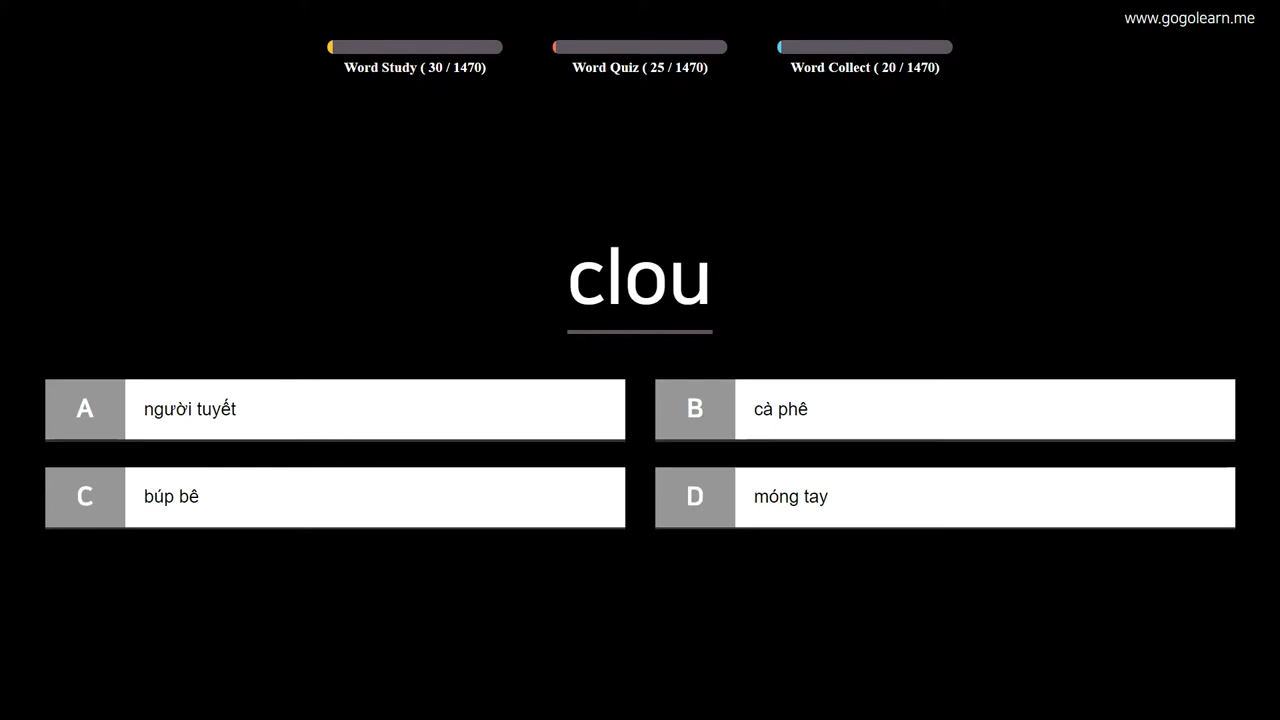 www.gogolearn.me
Word Study ( 30 / 1470)
Word Quiz ( 25 / 1470)
Word Collect ( 20 / 1470)
clou
A
người tuyết
B
cà phê
C
búp bê
D
móng tay